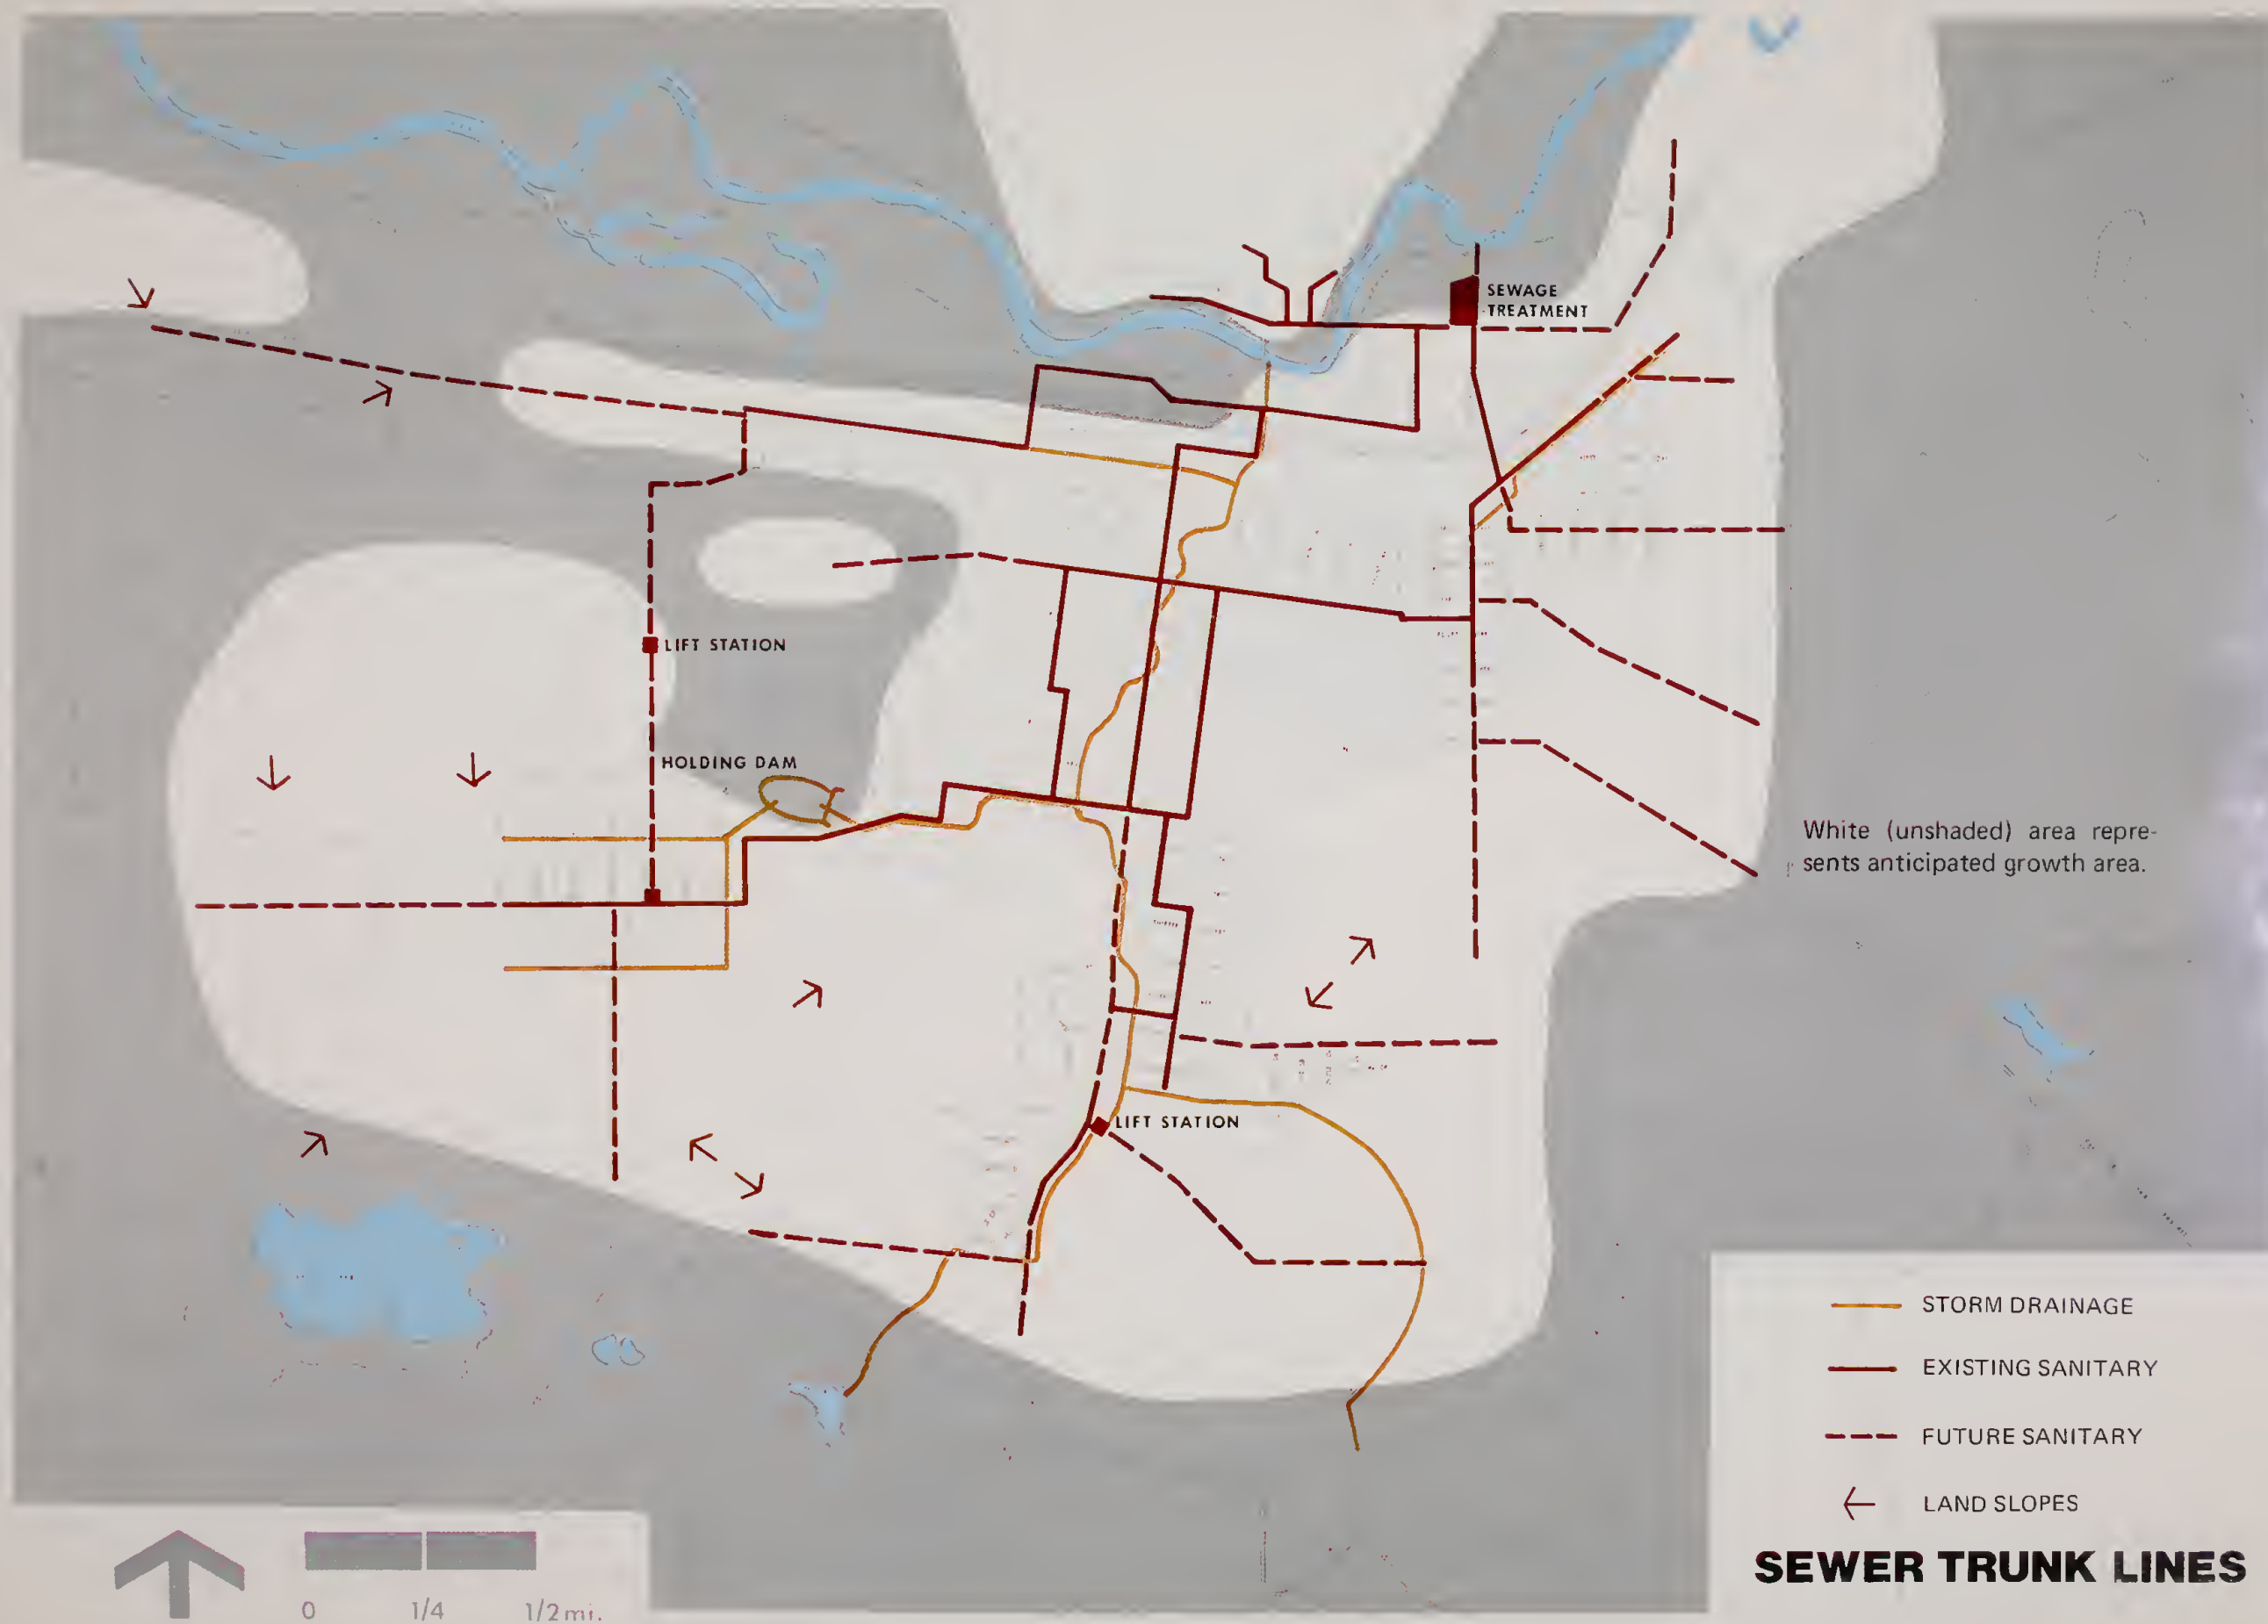 SEWAGE
TREATMENT
LIFT STATION
HOLDING DAM
White (unshaded) area repre-
sents anticipated growth area.
LIFT STATION
STORM DRAINAGE
EXISTING SANITARY
FUTURE SANITARY
LAND SLOPES
SEWER TRUNK LINES
0 1/4 1/2 mi.